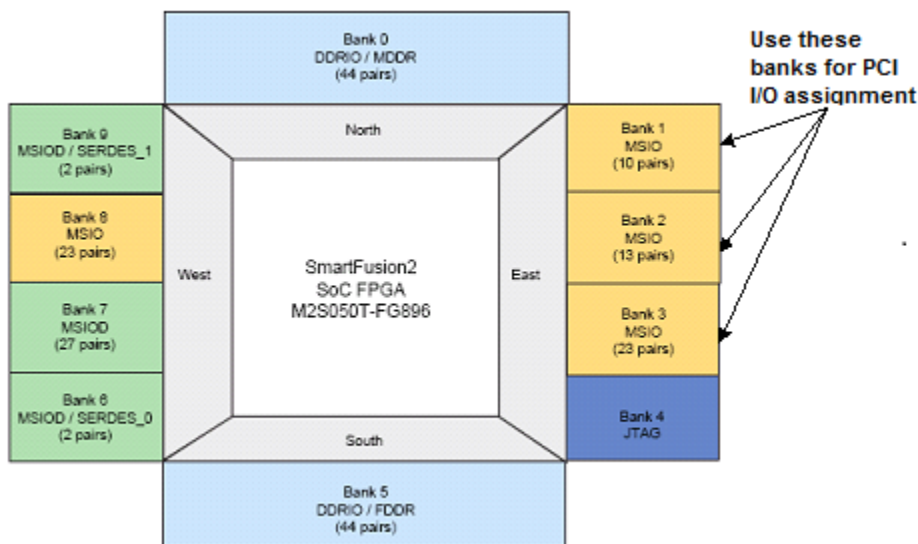 Bank 0
DDRIO / MDDR
(44 pairs)
Use these
banks for PCI
I/O assignment
North
Bank 9
MSIOD / SERDES_1
(2 pairs)
Bank 1
MSIO
(10 pairs)
Bank 8
MSIO
(23 pairs)
Bank 2
MSIO
(13 pairs)
West
SmartFusion2
SoC FPGA
M2S050T-FG896
East
Bank 7
MSIOD
(27 pairs)
Bank 3
MSIO
(23 pairs)
Bank 6
MSIOD / SERDES_0
(2 pairs)
Bank 4
JTAG
South
Bank 5
DDRIO / FDDR
(44 pairs)